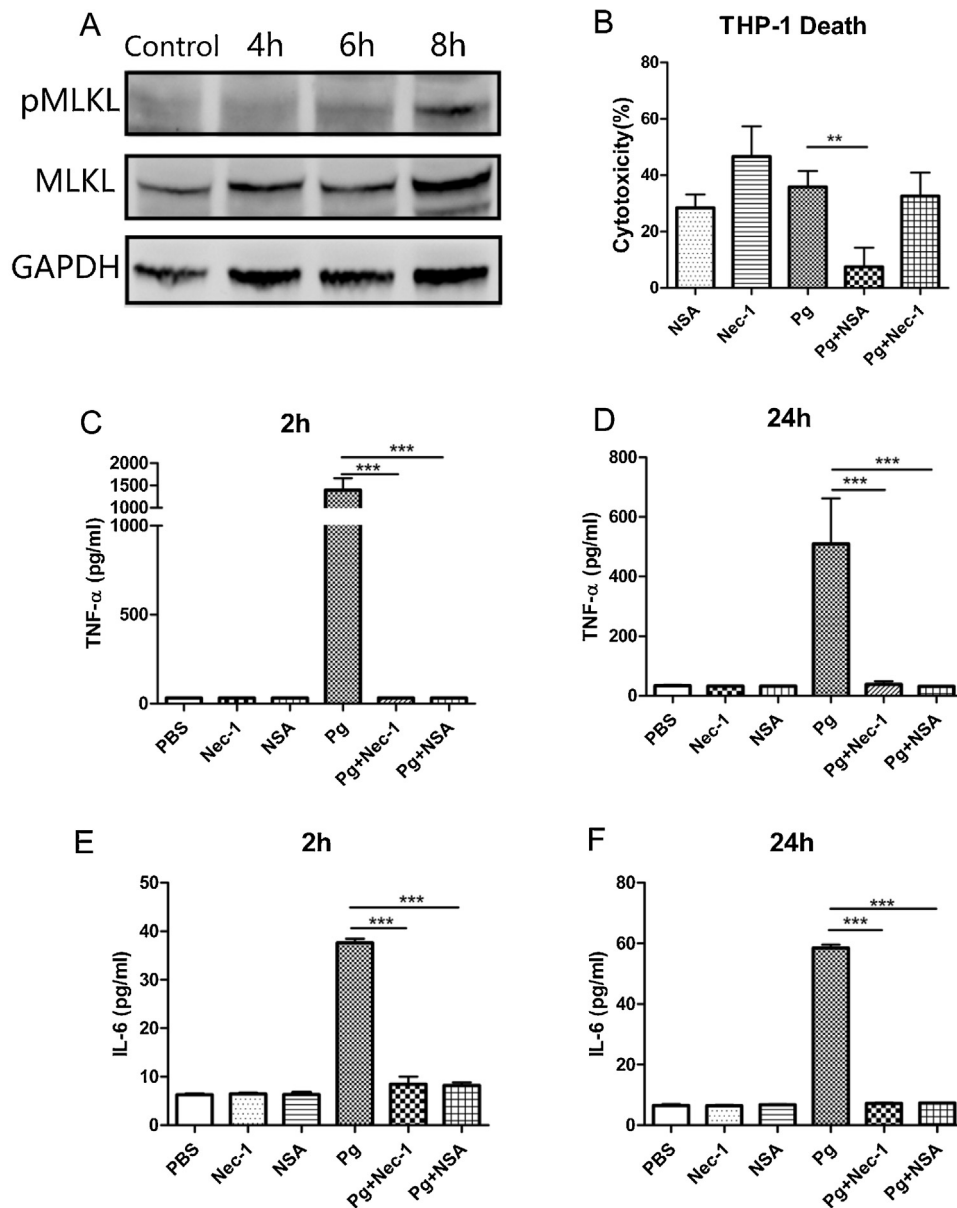 A
Control 4h 6h 8h
pMLKL
MLKL
GAPDH
B
THP-1 Death
Cytotoxicity(%)
80
60
40
20
0
**
NSA Nec-1 Pg Pg+NSA Pg+Nec-1
C
2h
TNF-α (pg/ml)
2000
1500
1000
1000
500
0
***
***
PBS Nec-1 NSA Pg Pg+Nec-1 Pg+NSA
D
24h
TNF-α (pg/ml)
800
600
400
200
0
***
***
PBS Nec-1 NSA Pg Pg+Nec-1 Pg+NSA
E
2h
IL-6 (pg/ml)
50
40
30
20
10
0
***
***
PBS Nec-1 NSA Pg Pg+Nec-1 Pg+NSA
F
24h
IL-6 (pg/ml)
80
60
40
20
0
***
***
PBS Nec-1 NSA Pg Pg+Nec-1 Pg+NSA